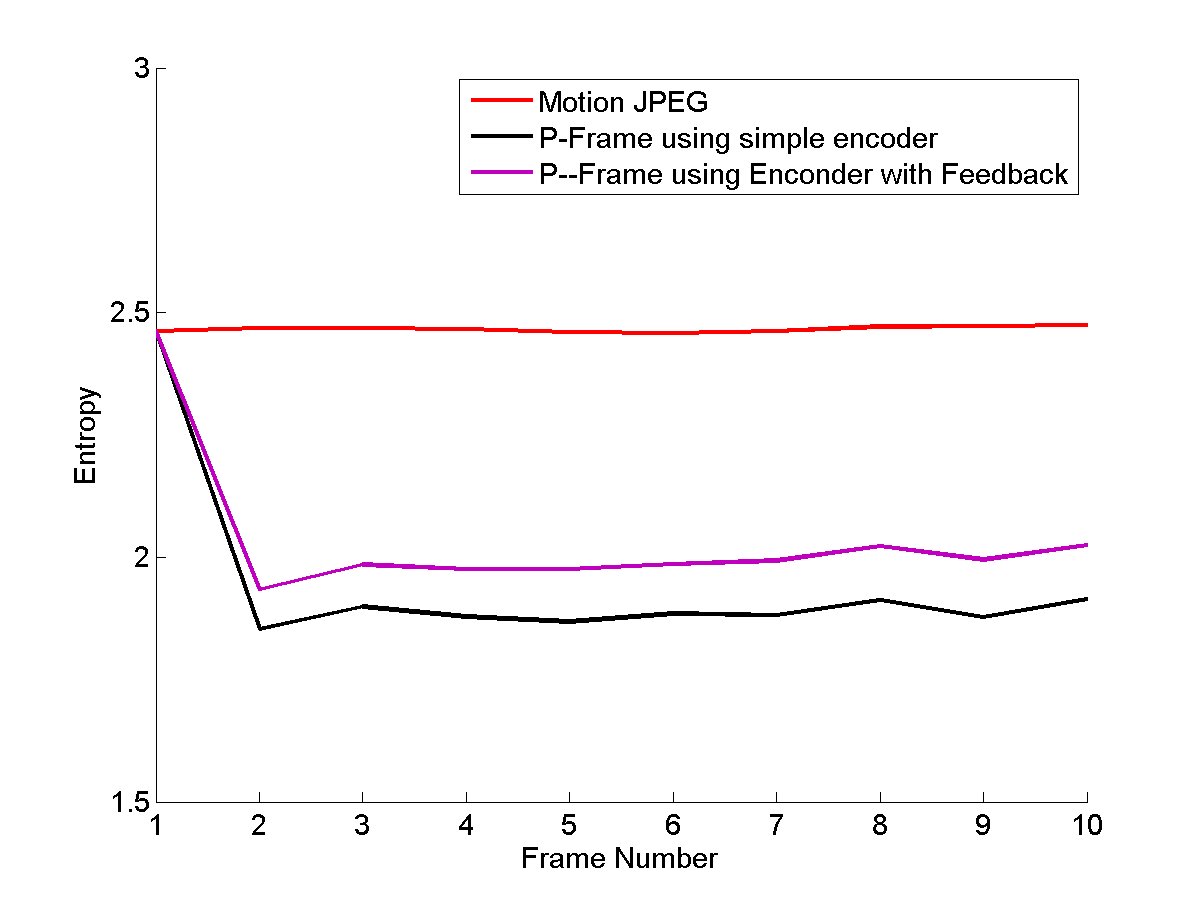 3
Motion JPEG
P-Frame using simple encoder
P--Frame using Enconder with Feedback
2.5
Entropy
2
1.5
1 2 3 4 5 6 7 8 9 10
Frame Number